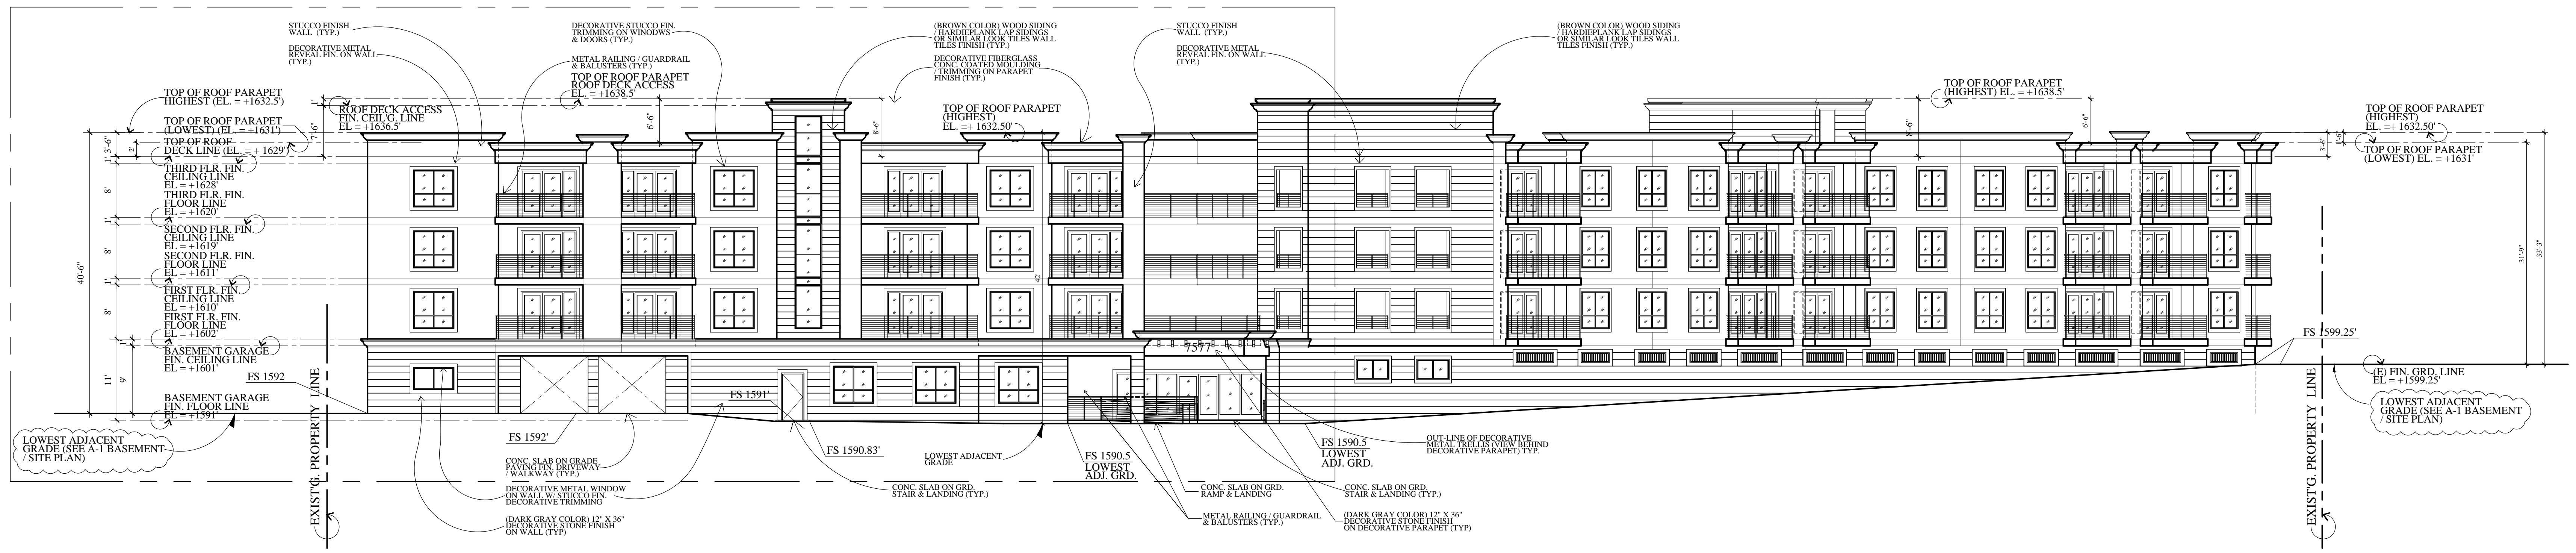 STUCCO FINISH
WALL (TYP.)
DECORATIVE METAL
REVEAL FIN. ON WALL
(TYP.)
DECORATIVE STUCCO FIN.
TRIMMING ON WINODWS
& DOORS (TYP.)
METAL RAILING / GUARDRAIL
& BALUSTERS (TYP.)
TOP OF ROOF PARAPET
ROOF DECK ACCESS
EL. = +1638.5'
(BROWN COLOR) WOOD SIDING
/ HARDIEPLANK LAP SIDINGS
OR SIMILAR LOOK TILES WALL
TILES FINISH (TYP.)
DECORATIVE FIBERGLASS
CONC. COATED MOULDING
/ TRIMMING ON PARAPET
FINISH (TYP.)
STUCCO FINISH
WALL (TYP.)
DECORATIVE METAL
REVEAL FIN. ON WALL
(TYP.)
(BROWN COLOR) WOOD SIDING
/ HARDIEPLANK LAP SIDINGS
OR SIMILAR LOOK TILES WALL
TILES FINISH (TYP.)
TOP OF ROOF PARAPET
(HIGHEST) EL. = +1638.5'
TOP OF ROOF PARAPET
(HIGHEST)
EL.=+ 1632.50'
TOP OF ROOF PARAPET
(LOWEST) EL. = +1631'
TOP OF ROOF PARAPET
(HIGHEST)
EL. =+ 1632.50'
TOP OF ROOF PARAPET
HIGHEST (EL. = +1632.5')
ROOF DECK ACCESS
FIN. CEIL'G. LINE
EL = +1636.5'
TOP OF ROOF PARAPET
(LOWEST) (EL. = +1631')
TOP OF ROOF
DECK LINE (EL. = + 1629'
THIRD FLR. FIN.
CEILING LINE
EL = +1628'
THIRD FLR. FIN.
FLOOR LINE
EL = +1620'
SECOND FLR. FIN.
CEILING LINE
EL = +1619'
SECOND FLR. FIN.
FLOOR LINE
EL = +1611'
FIRST FLR. FIN.
CEILING LINE
EL = +1610'
FIRST FLR. FIN.
FLOOR LINE
EL = +1602'
BASEMENT GARAGE
FIN. CEILING LINE
EL = +1601'
BASEMENT GARAGE
FIN. FLOOR LINE
EL = +1591'
40'-6"
3'-6"
2'
1'
8'
1'
8'
1'
8'
1'
11'
9'
1'
7'-6"
6'-6"
8'-6"
42'
8'-6"
6'-6"
3'-6"
1'-6"
31'-9"
33'-3"
7577
FS 1592
FS 1592'
FS 1591'
FS 1590.83'
FS 1590.5
LOWEST
ADJ. GRD.
FS 1590.5
LOWEST
ADJ. GRD.
FS 1599.25'
(E) FIN. GRD. LINE
EL = +1599.25'
LOWEST ADJACENT
GRADE (SEE A-1 BASEMENT
/ SITE PLAN)
LOWEST ADJACENT
GRADE (SEE A-1 BASEMENT
/ SITE PLAN)
EXIST'G. PROPERTY LINE
EXIST'G. PROPERTY LINE
LOWEST ADJACENT
GRADE
CONC. SLAB ON GRADE
PAVING FIN. DRIVEWAY
/ WALKWAY (TYP.)
DECORATIVE METAL WINDOW
ON WALL W/ STUCCO FIN.
DECORATIVE TRIMMING
(DARK GRAY COLOR) 12" X 36"
DECORATIVE STONE FINISH
ON WALL (TYP)
CONC. SLAB ON GRD.
STAIR & LANDING (TYP.)
CONC. SLAB ON GRD.
RAMP & LANDING
METAL RAILING / GUARDRAIL
& BALUSTERS (TYP.)
CONC. SLAB ON GRD.
STAIR & LANDING (TYP.)
(DARK GRAY COLOR) 12" X 36"
DECORATIVE STONE FINISH
ON DECORATIVE PARAPET (TYP)
OUT-LINE OF DECORATIVE
METAL TRELLIS (VIEW BEHIND
DECORATIVE PARAPET) TYP.